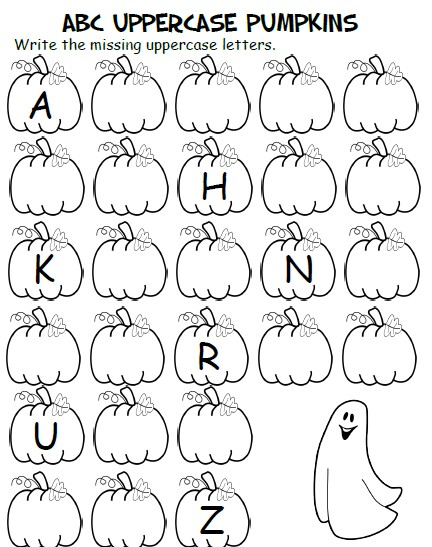 ABC UPPERCASE PUMPKINS
Write the missing uppercase letters.
A
H
K N
R
U
Z